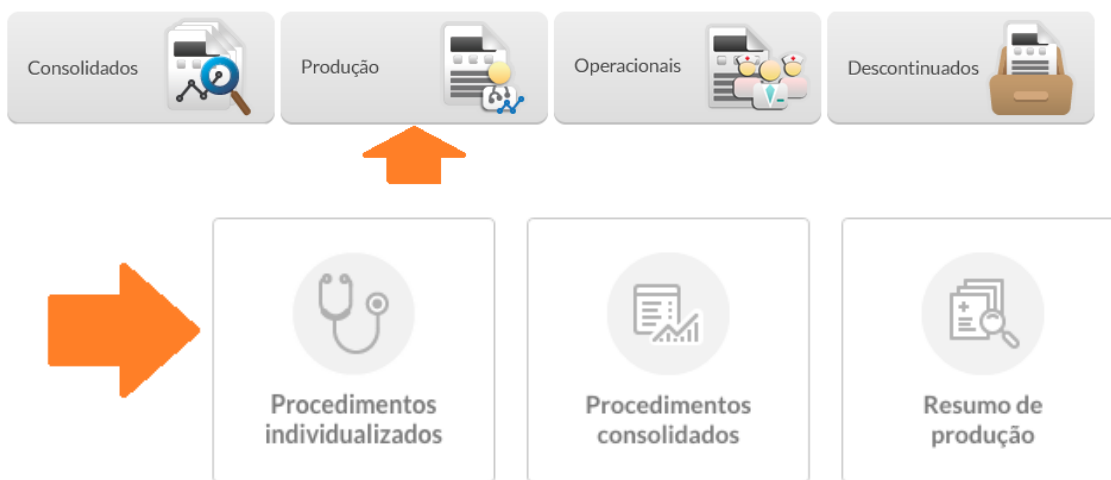 Consolidados
Produção
Operacionais
Descontinuados
Procedimentos
individualizados
Procedimentos
consolidados
Resumo de
produção